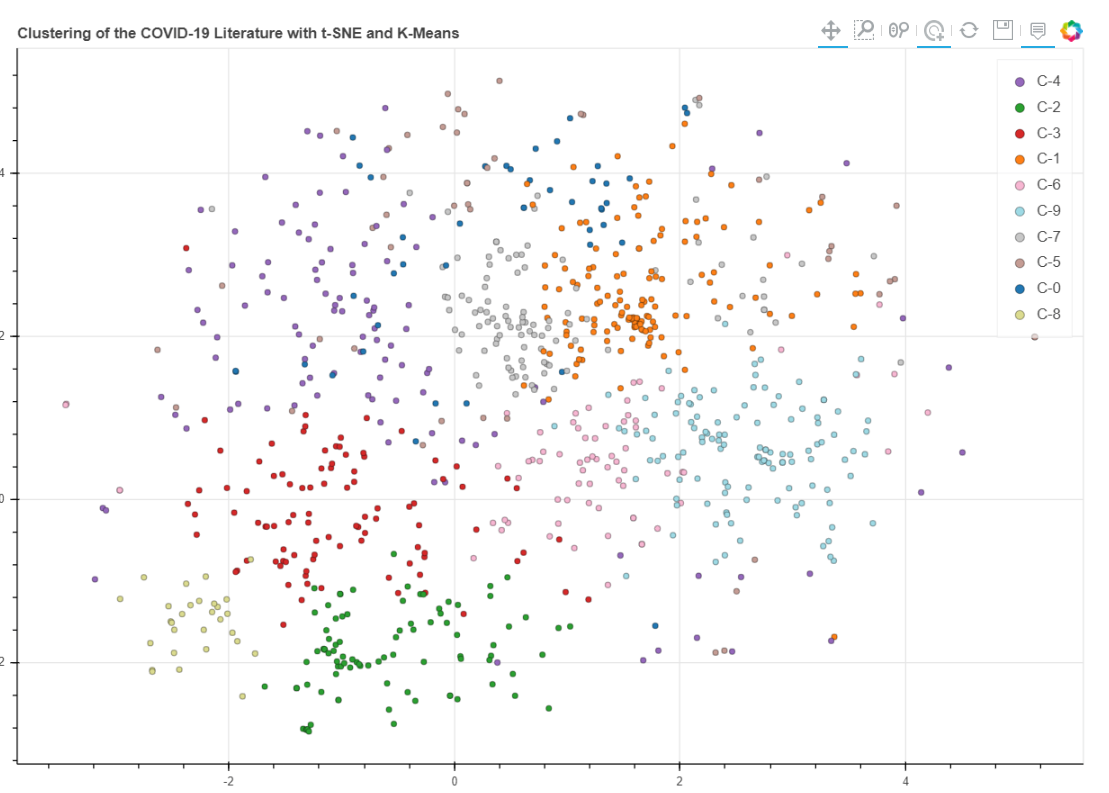 Clustering of the COVID-19 Literature with t-SNE and K-Means
C-4
C-2
C-3
C-1
C-6
C-9
C-7
C-5
C-0
C-8
4
2
0
2
-2
0
2
4